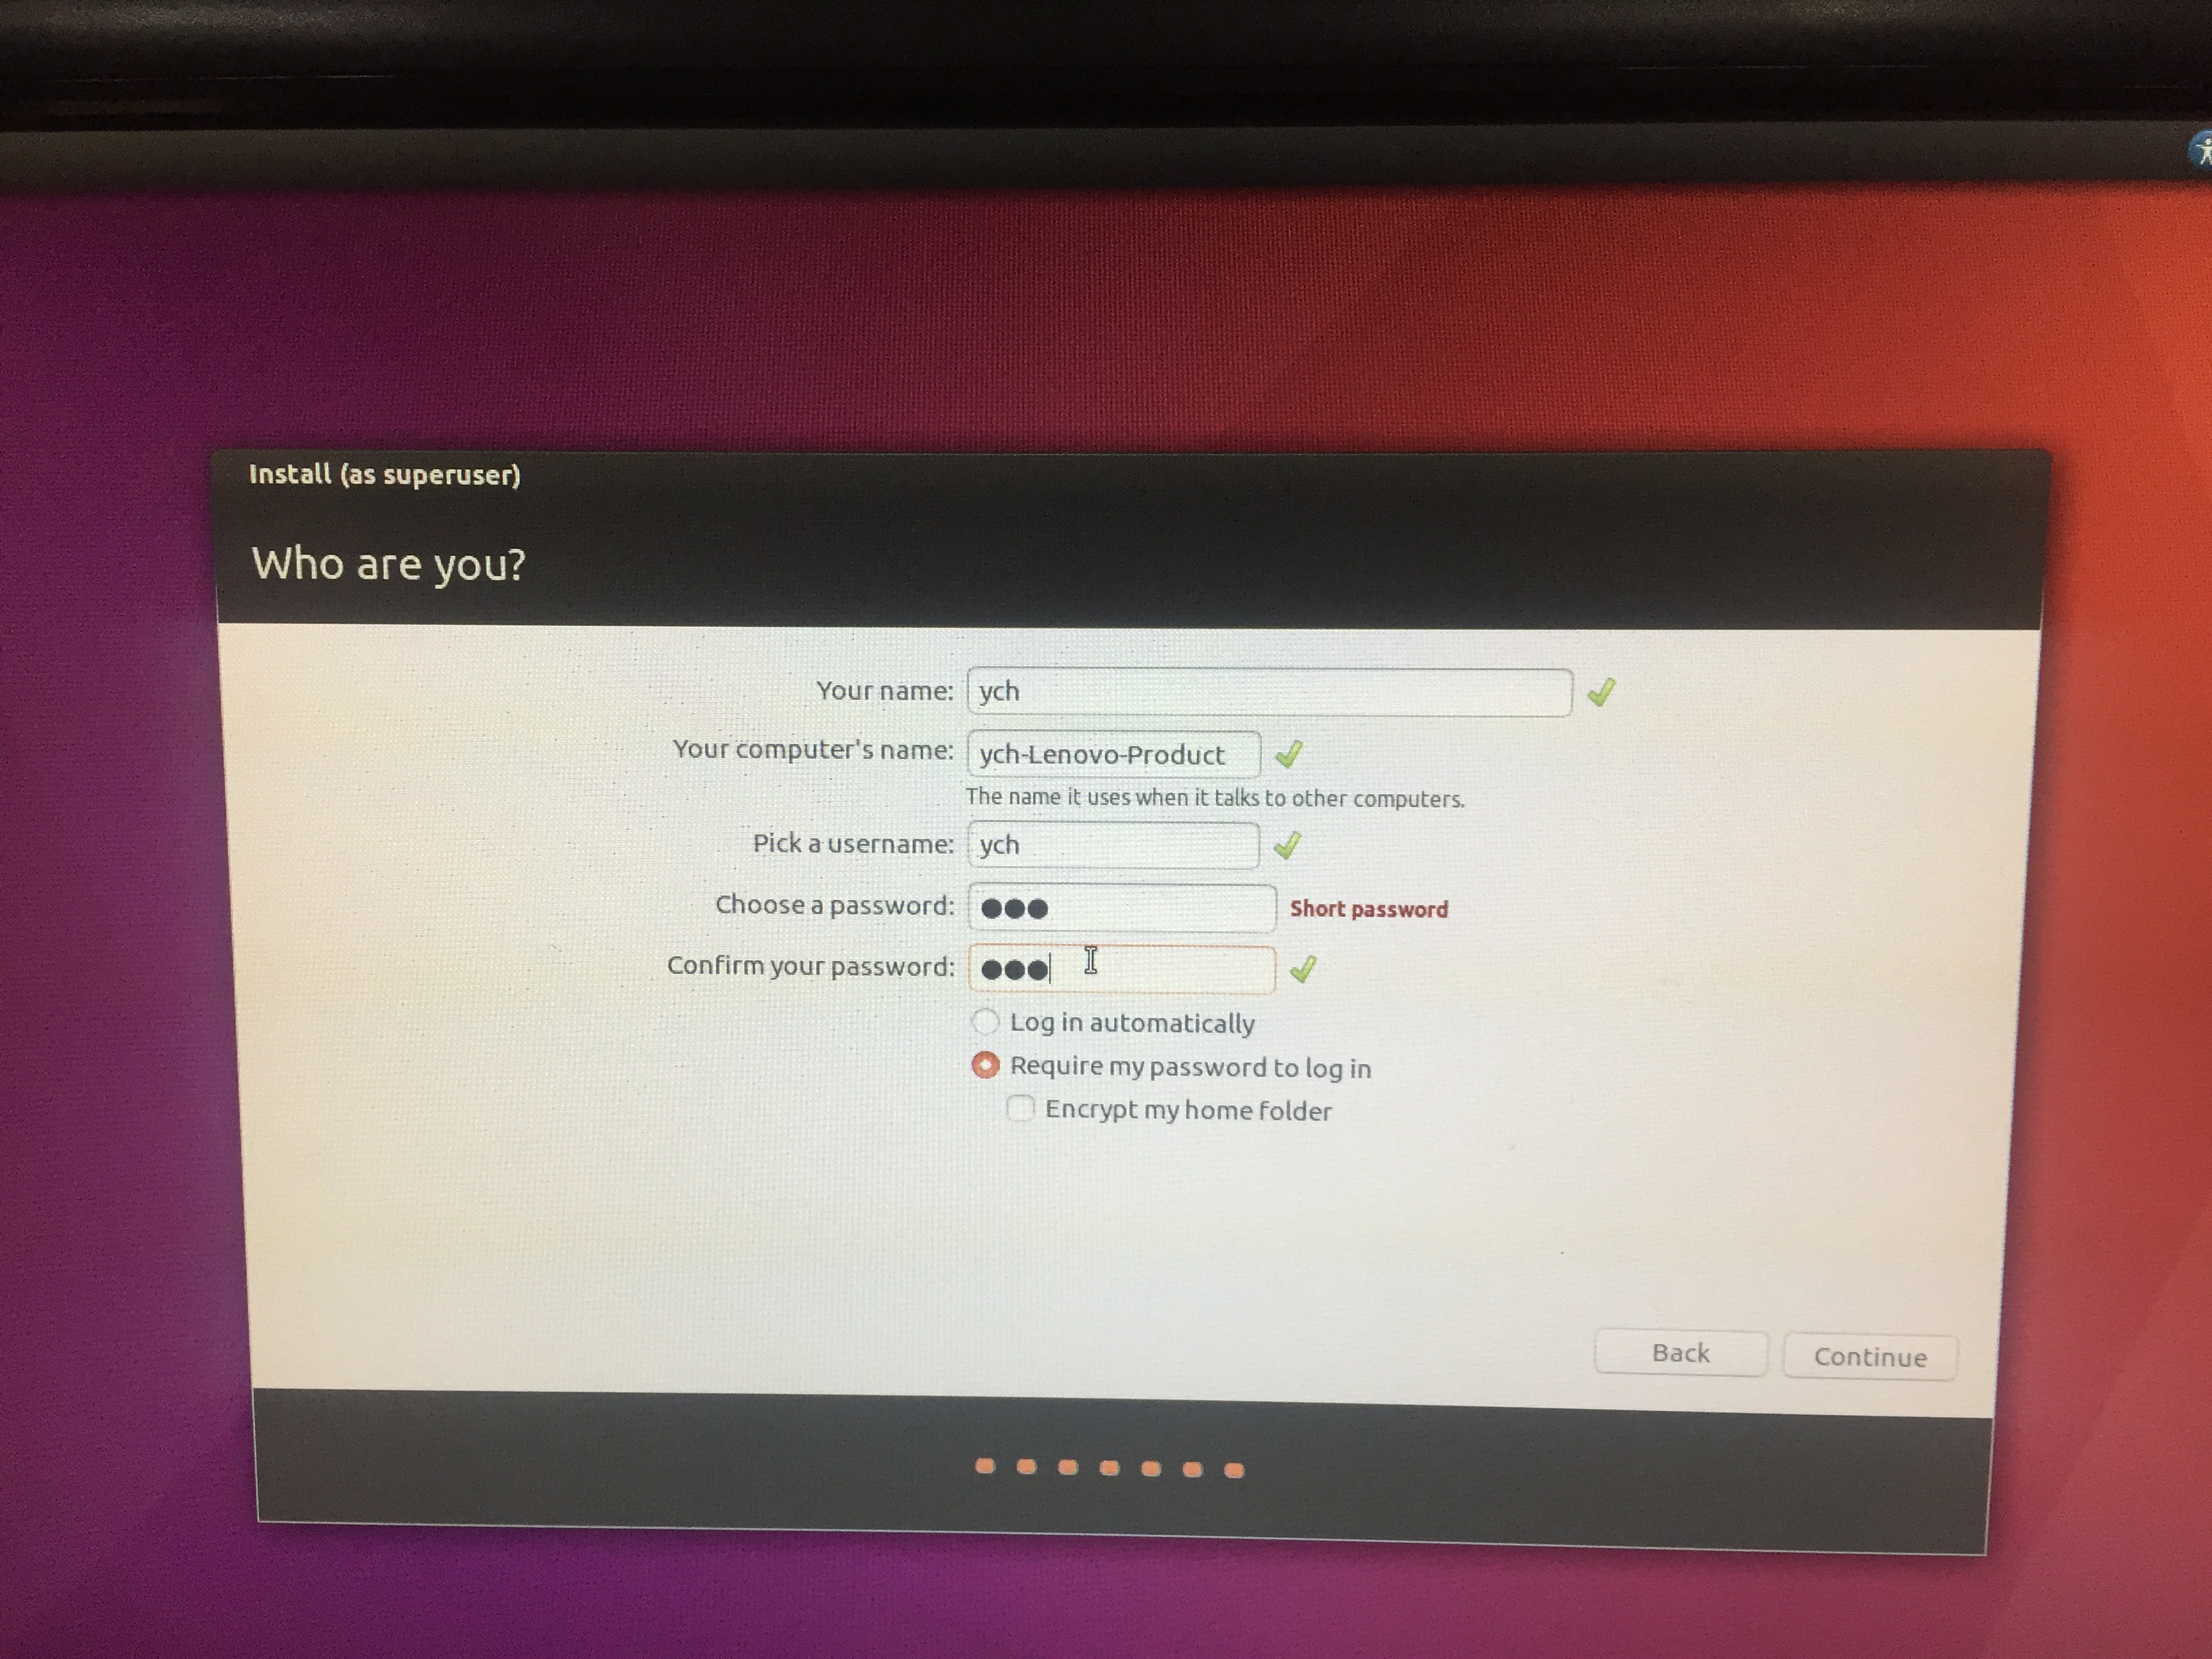 Install (as superuser)
Who are you?
Your name: ych
Your computer's name: ych-Lenovo-Product
The name it uses when it talks to other computers.
Pick a username: ych
Choose a password: ●●● Short password
Confirm your password: ●●●
Log in automatically
Require my password to log in
Encrypt my home folder
Back Continue